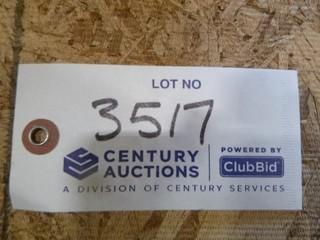 LOT NO
3517
CENTURY AUCTIONS
POWERED BY
ClubBid
A DIVISION OF CENTURY SERVICES